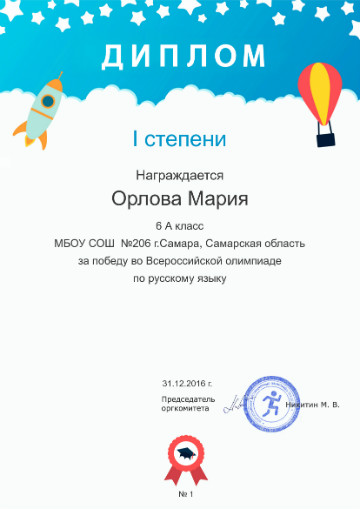 ДИПЛОМ
I степени
Награждается
Орлова Мария
6 А класс
МБОУ СОШ №206 г.Самара, Самарская область
за победу во Всероссийской олимпиаде
по русскому языку
31.12.2016 г.
Председатель
оргкомитета
Никитин М. В.
№ 1